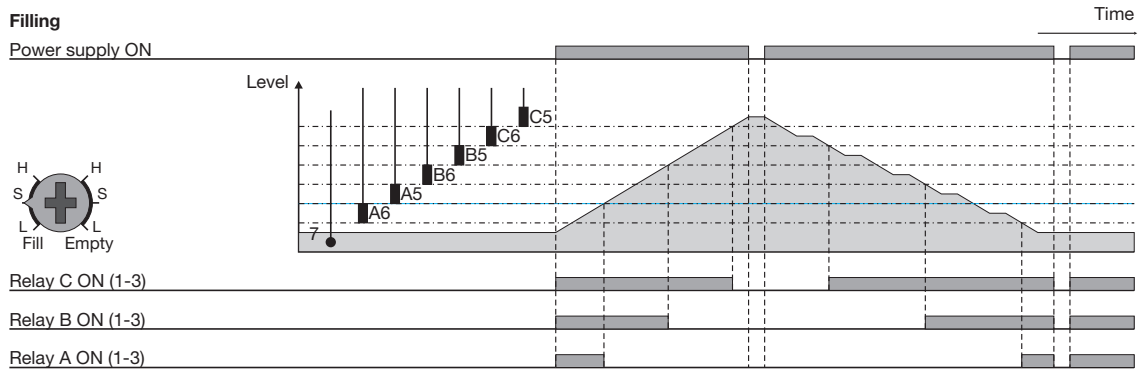 Filling
Time
Power supply ON
Level
C5
C6
B5
B6
A5
A6
7
H H
S S
L L
Fill Empty
Relay C ON (1-3)
Relay B ON (1-3)
Relay A ON (1-3)